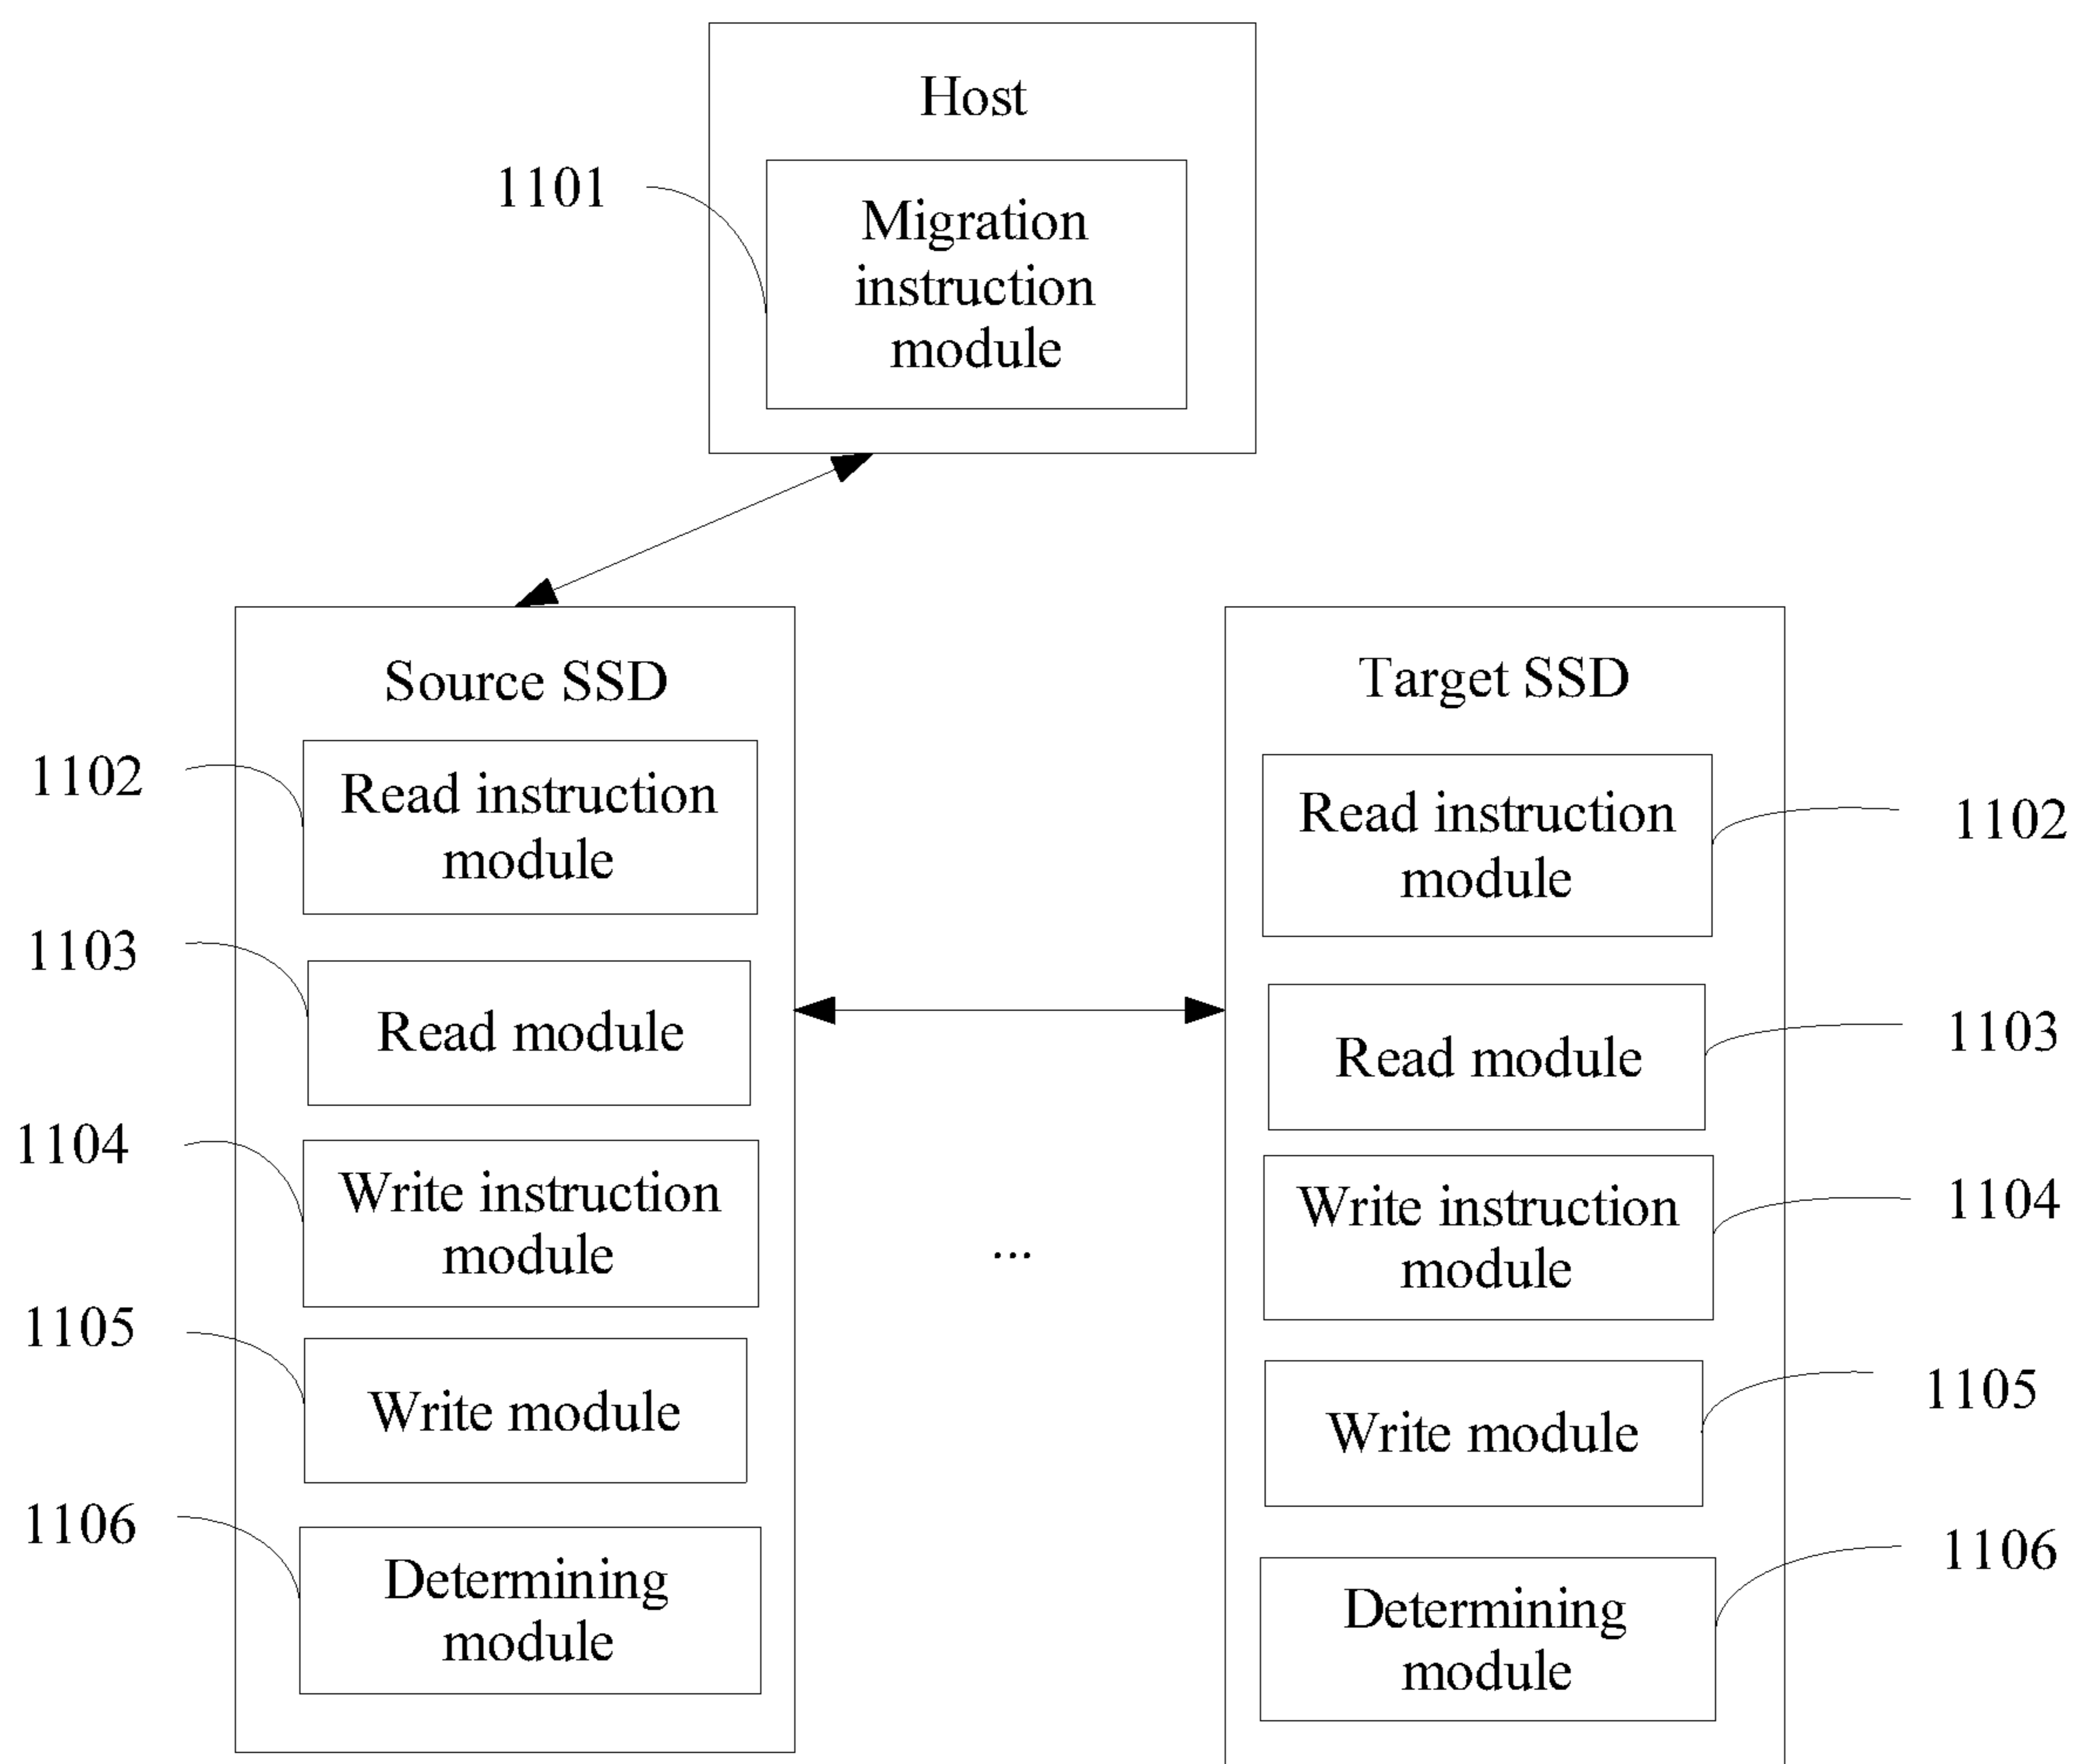 Host
1101
Migration
instruction
module
Source SSD
1102
Read instruction
module
1103
Read module
1104
Write instruction
module
1105
Write module
1106
Determining
module
...
Target SSD
Read instruction
module
1102
Read module
1103
Write instruction
module
1104
Write module
1105
Determining
module
1106